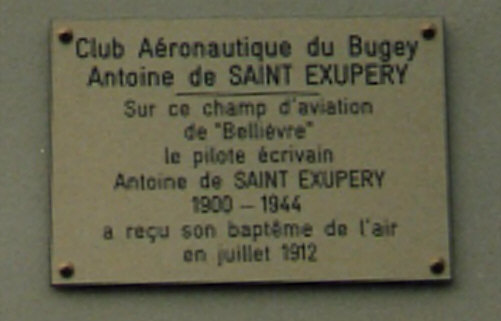 Club Aéronautique du Bugey
Antoine de SAINT EXUPERY
Sur ce champ d'aviation
de "Bellièvre"
le pilote écrivain
Antoine de SAINT EXUPERY
1900 – 1944
a reçu son baptême de l'air
en juillet 1912